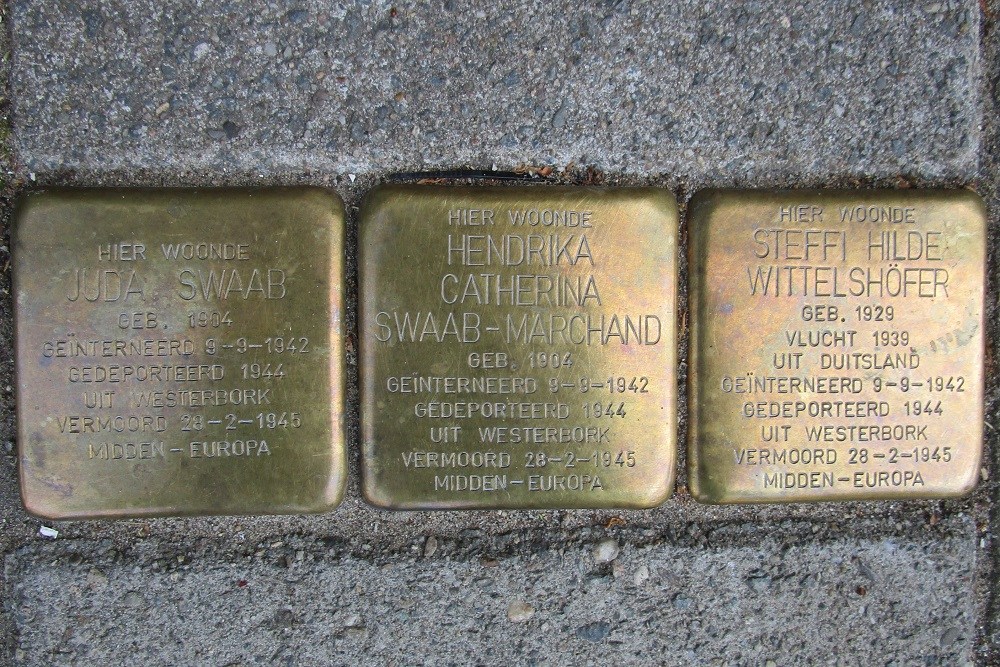 HIER WOONDE
JUDA SWAAB
GEB. 1904
GEÏNTERNEERD 9-9-1942
GEDEPORTEERD 1944
UIT WESTERBORK
VERMOORD 28-2-1945
MIDDEN-EUROPA
HIER WOONDE
HENDRIKA
CATHERINA
SWAAB-MARCHAND
GEB. 1904
GEÏNTERNEERD 9-9-1942
GEDEPORTEERD 1944
UIT WESTERBORK
VERMOORD 28-2-1945
MIDDEN-EUROPA
HIER WOONDE
STEFFI HILDE
WITTELSHÖFER
GEB. 1929
VLUCHT 1939
UIT DUITSLAND
GEÏNTERNEERD 9-9-1942
GEDEPORTEERD 1944
UIT WESTERBORK
VERMOORD 28-2-1945
MIDDEN-EUROPA